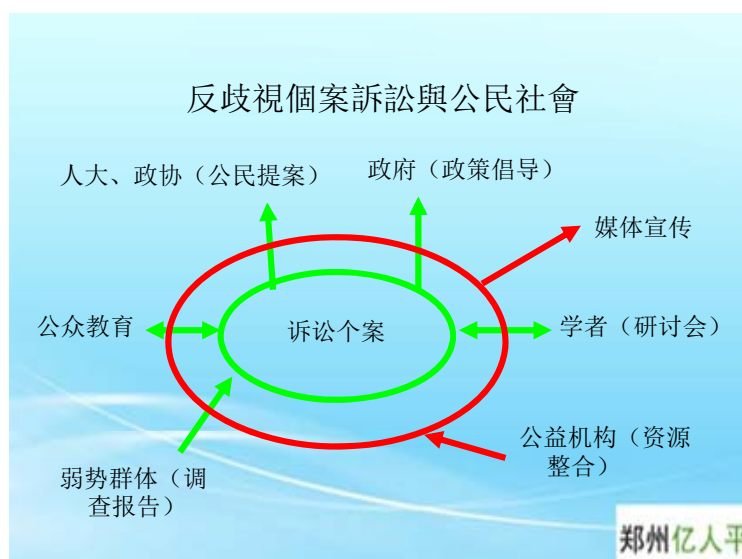 反歧視個案訴訟與公民社會
人大、政协（公民提案）
政府（政策倡导）
媒体宣传
公众教育
诉讼个案
学者（研讨会）
公益机构（资源
整合）
弱势群体（调
查报告）
郑州亿人平